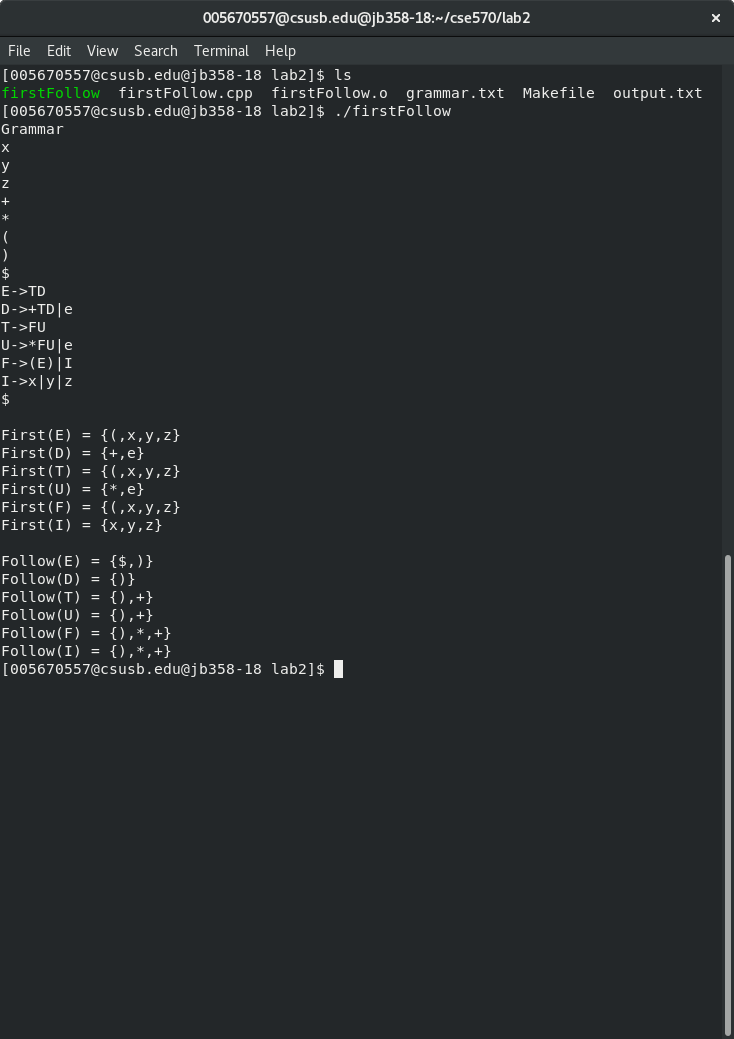 005670557@csusb.edu@jb358-18:~/cse570/lab2 ×
File Edit View Search Terminal Help
[005670557@csusb.edu@jb358-18 lab2]$ ls
firstFollow firstFollow.cpp firstFollow.o grammar.txt Makefile output.txt
[005670557@csusb.edu@jb358-18 lab2]$ ./firstFollow
Grammar
x
y
z
+
*
(
)
$
E->TD
D->+TD|e
T->FU
U->*FU|e
F->(E)|I
I->x|y|z
$
First(E) = {(,x,y,z}
First(D) = {+,e}
First(T) = {(,x,y,z}
First(U) = {*,e}
First(F) = {(,x,y,z}
First(I) = {x,y,z}
Follow(E) = {$,)}
Follow(D) = {)}
Follow(T) = {),+}
Follow(U) = {),+}
Follow(F) = {),*,+}
Follow(I) = {),*,+}
[005670557@csusb.edu@jb358-18 lab2]$